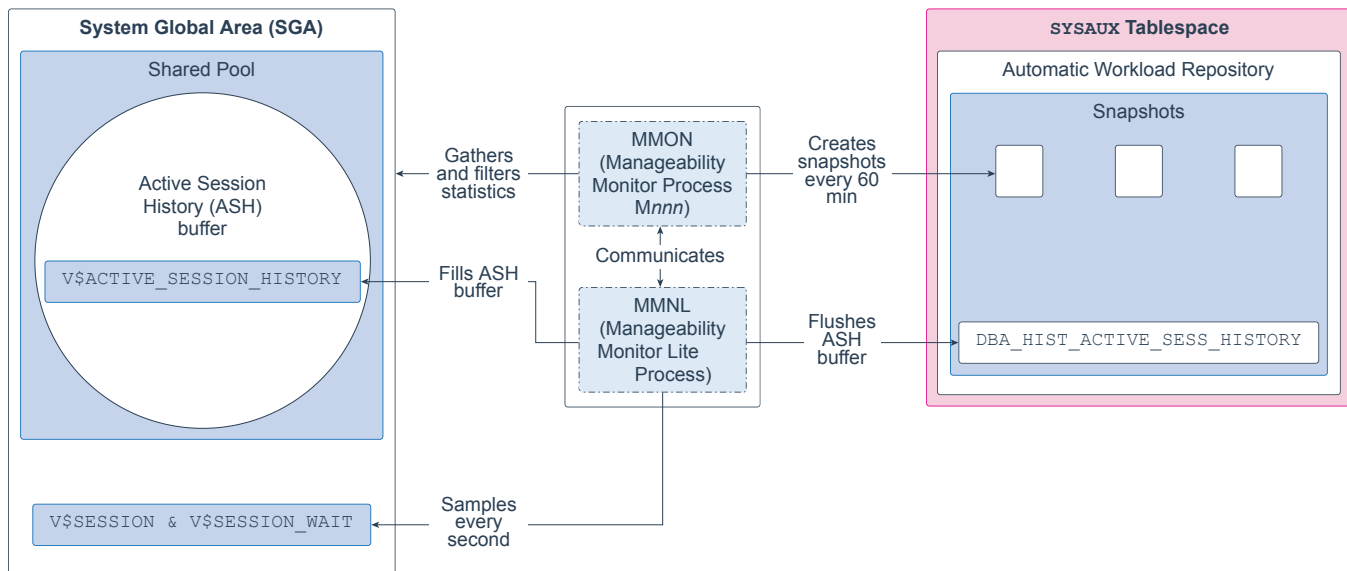 System Global Area (SGA)
Shared Pool
Active Session
History (ASH)
buffer
V$ACTIVE_SESSION_HISTORY
V$SESSION & V$SESSION_WAIT
Gathers
and filters
statistics
Fills ASH
buffer
Samples
every
second
MMON
(Manageability
Monitor Process
Mnnn)
Communicates
MMNL
(Manageability
Monitor Lite
Process)
Creates
snapshots
every 60
min
Flushes
ASH
buffer
SYSAUX Tablespace
Automatic Workload Repository
Snapshots
DBA_HIST_ACTIVE_SESS_HISTORY